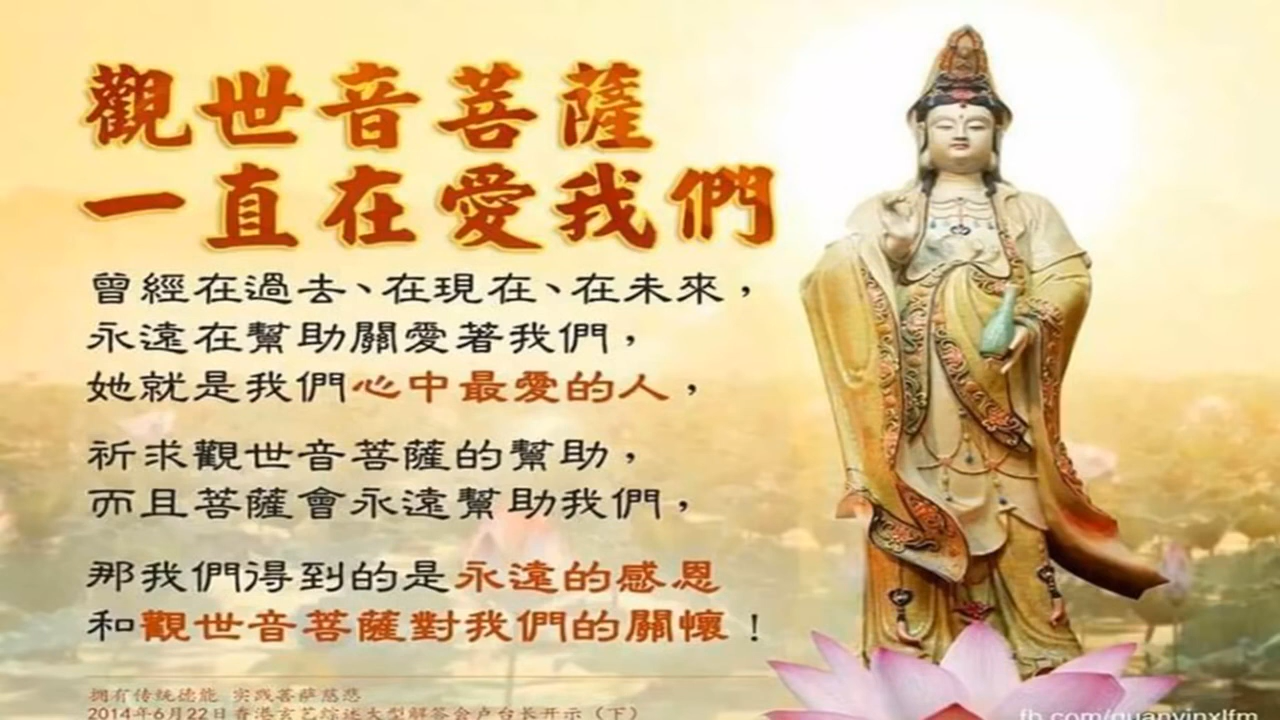 觀世音菩薩
一直在愛我們
曾經在過去、在現在、在未來，
永遠在幫助關愛著我們，
她就是我們心中最愛的人，
祈求觀世音菩薩的幫助，
而且菩薩會永遠幫助我們，
那我們得到的是永遠的感恩
和觀世音菩薩對我們的關懷！
拥有传统德能 实践菩萨慈悲
2014年6月22日香港玄艺综述大型解答会卢台长开示（下）
fb.com/guanyinxlfm